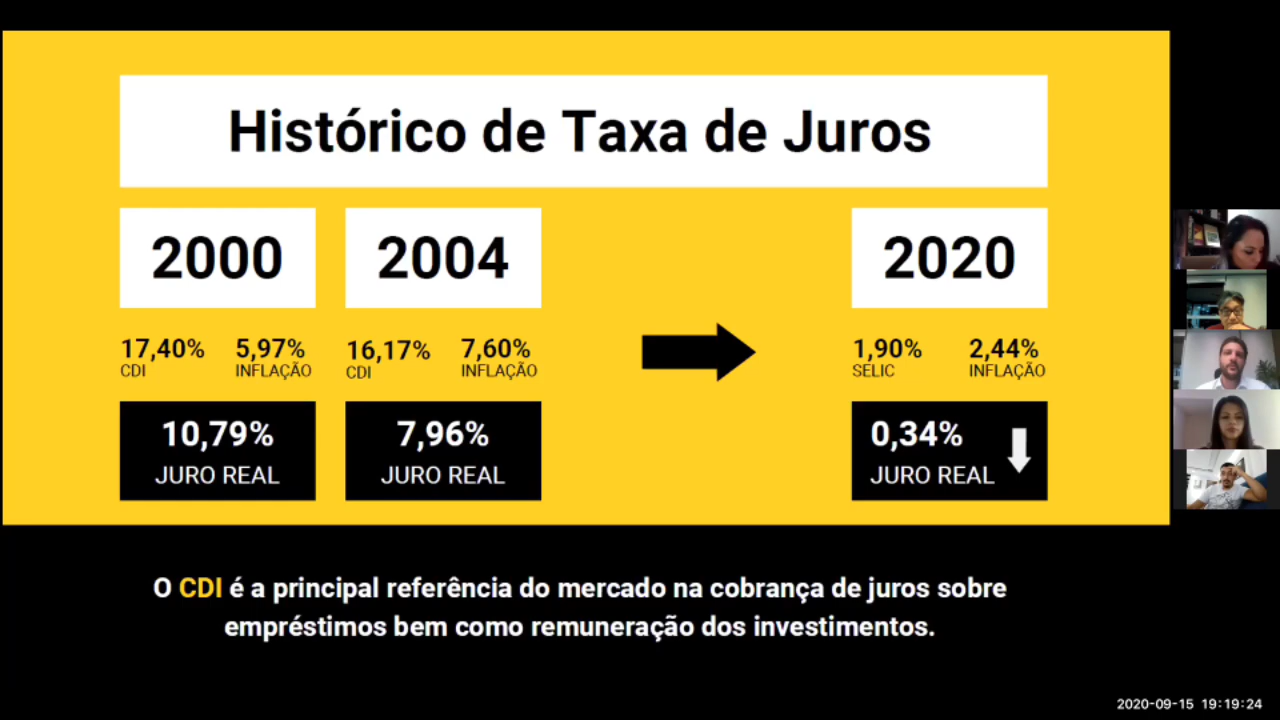 Histórico de Taxa de Juros
2000
2004
2020
17,40%
CDI
5,97%
INFLAÇÃO
16,17%
CDI
7,60%
INFLAÇÃO
1,90%
SELIC
2,44%
INFLAÇÃO
10,79%
JURO REAL
7,96%
JURO REAL
0,34%
JURO REAL
O CDI é a principal referência do mercado na cobrança de juros sobre
empréstimos bem como remuneração dos investimentos.
2020-09-15 19:19:24